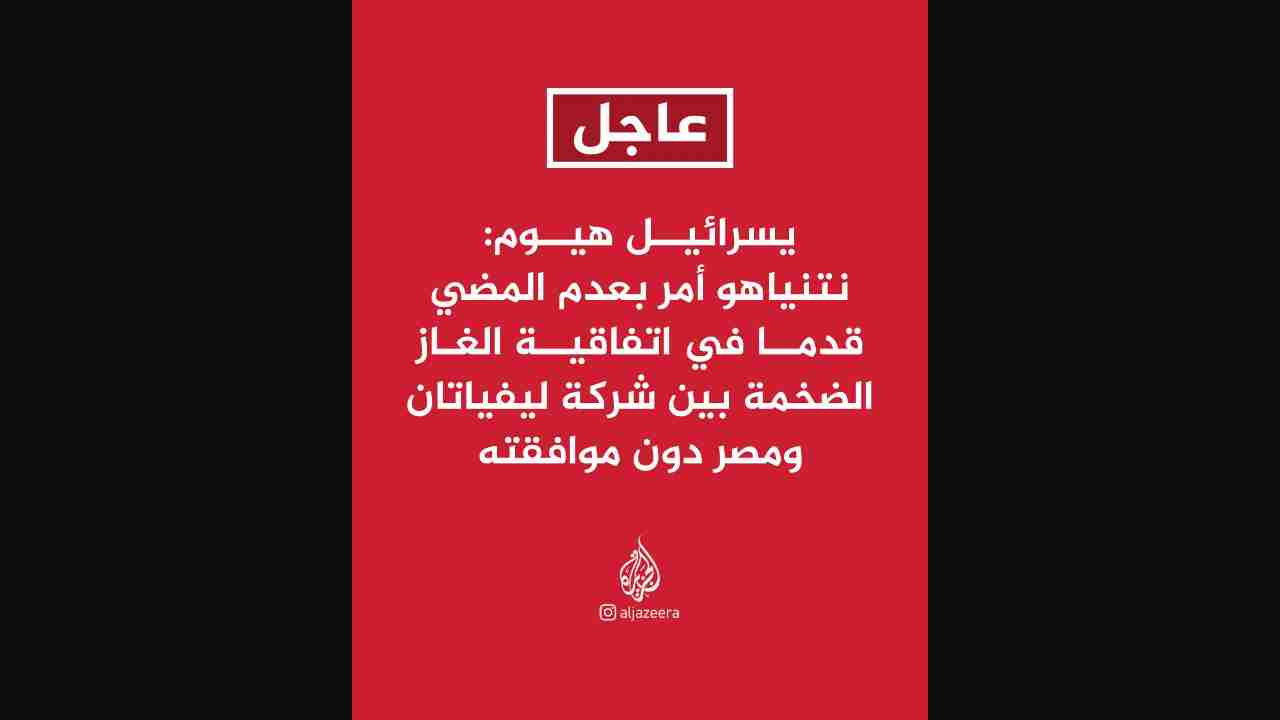 عاجل
يسرائيل هيوم:
نتنياهو أمر بعدم المضي
قدما في اتفاقية الغاز
الضخمة بين شركة ليفياتان
ومصر دون موافقته
الجزيرة
aljazeera